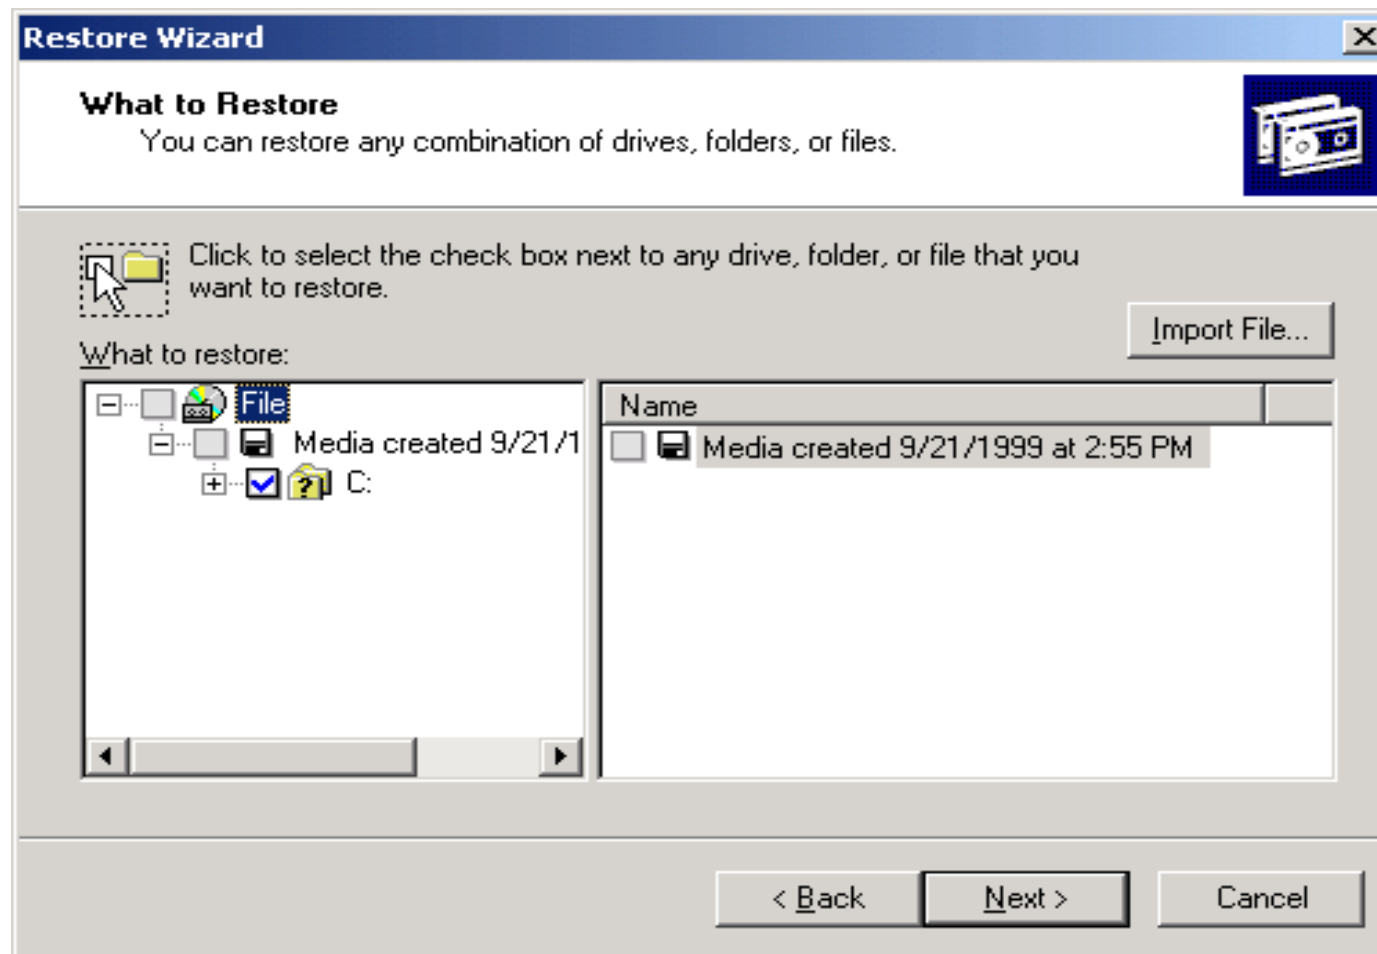 Restore Wizard
What to Restore
You can restore any combination of drives, folders, or files.
Click to select the check box next to any drive, folder, or file that you
want to restore.
Import File...
What to restore:
File
Media created 9/21/1
C:
Name
Media created 9/21/1999 at 2:55 PM
< Back
Next >
Cancel